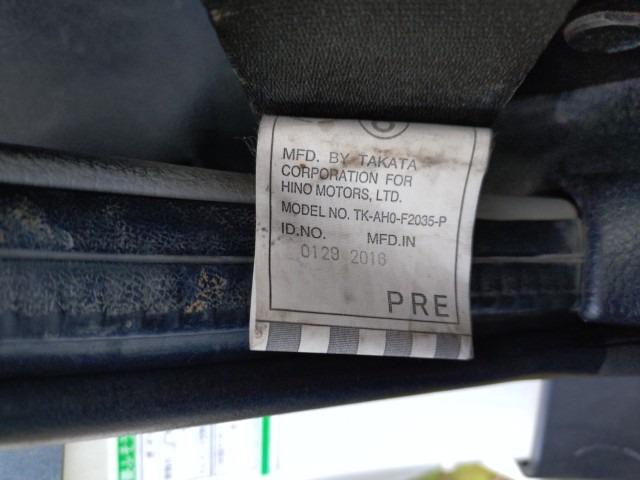 6
MFD. BY TAKATA
CORPORATION FOR
HINO MOTORS, LTD.
MODEL NO. TK-AH0-F2035-P
ID.NO. MFD.IN
0129 2016
PRE